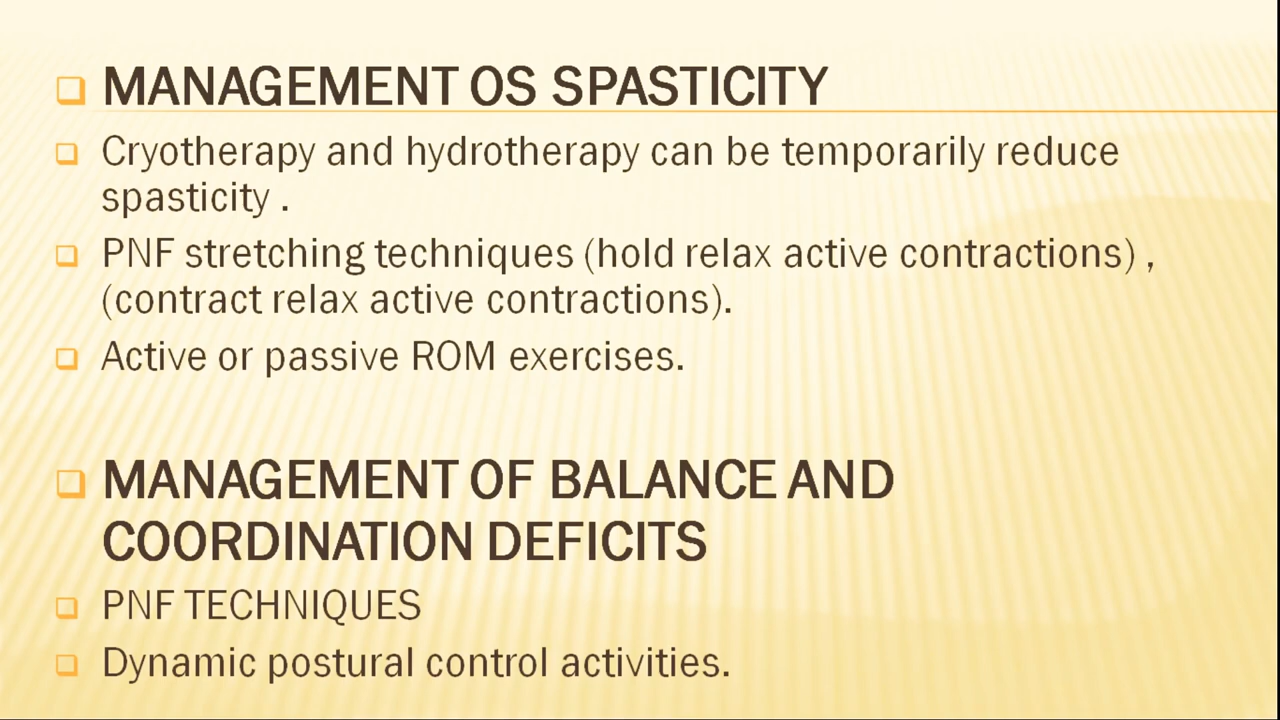 MANAGEMENT OS SPASTICITY
Cryotherapy and hydrotherapy can be temporarily reduce
spasticity .
PNF stretching techniques (hold relax active contractions) ,
(contract relax active contractions).
Active or passive ROM exercises.
MANAGEMENT OF BALANCE AND
COORDINATION DEFICITS
PNF TECHNIQUES
Dynamic postural control activities.